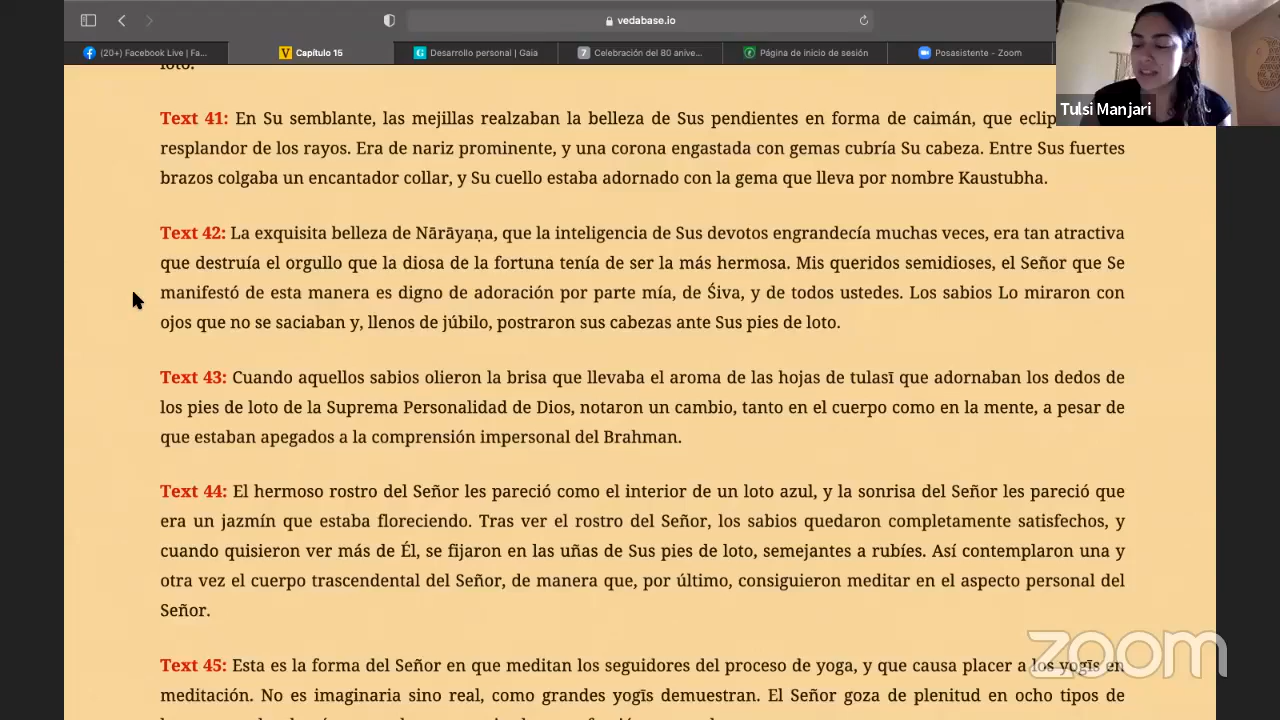 vedabase.io
(20+) Facebook Live | Fa...
V Capítulo 15
G Desarrollo personal | Gaia
7 Celebración del 80 anive...
Página de inicio de sesión
Posasistente - Zoom
Tulsi Manjari
loto.
Text 41: En Su semblante, las mejillas realzaban la belleza de Sus pendientes en forma de caimán, que
resplandor de los rayos. Era de nariz prominente, y una corona engastada con gemas cubría Su cabeza. Entre Sus fuertes
brazos colgaba un encantador collar, y Su cuello estaba adornado con la gema que lleva por nombre Kaustubha.
Text 42: La exquisita belleza de Nārāyaṇa, que la inteligencia de Sus devotos engrandecía muchas veces, era tan atractiva
que destruía el orgullo que la diosa de la fortuna tenía de ser la más hermosa. Mis queridos semidioses, el Señor que Se
manifestó de esta manera es digno de adoración por parte mía, de Śiva, y de todos ustedes. Los sabios Lo miraron con
ojos que no se saciaban y, llenos de júbilo, postraron sus cabezas ante Sus pies de loto.
Text 43: Cuando aquellos sabios olieron la brisa que llevaba el aroma de las hojas de tulasī que adornaban los dedos de
los pies de loto de la Suprema Personalidad de Dios, notaron un cambio, tanto en el cuerpo como en la mente, a pesar de
que estaban apegados a la comprensión impersonal del Brahman.
Text 44: El hermoso rostro del Señor les pareció como el interior de un loto azul, y la sonrisa del Señor les pareció que
era un jazmín que estaba floreciendo. Tras ver el rostro del Señor, los sabios quedaron completamente satisfechos, y
cuando quisieron ver más de Él, se fijaron en las uñas de Sus pies de loto, semejantes a rubíes. Así contemplaron una y
otra vez el cuerpo trascendental del Señor, de manera que, por último, consiguieron meditar en el aspecto personal del
Señor.
zoom
Text 45: Esta es la forma del Señor en que meditan los seguidores del proceso de yoga, y que causa placer a los yogīs en
meditación. No es imaginaria sino real, como grandes yogīs demuestran. El Señor goza de plenitud en ocho tipos de